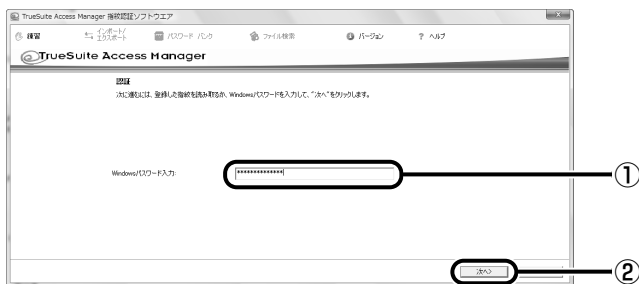 TrueSuite Access Manager 指紋認証ソフトウエア
練習 インポート/エクスポート パスワード バンク ファイル検索 バージョン ? ヘルプ
TrueSuite Access Manager
認証
次に進むには、登録した指紋を読み取るか、Windowsパスワードを入力して、"次へ"をクリックします。
Windowsパスワード入力: **************
①
次へ>
②